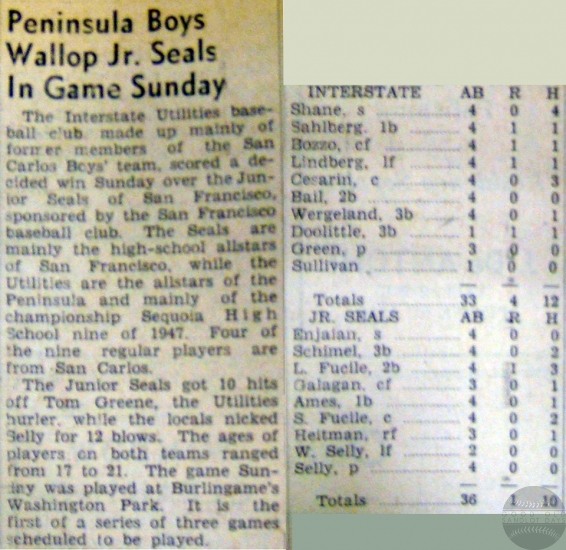 Peninsula Boys
Wallop Jr. Seals
In Game Sunday
The Interstate Utilities base-
ball club made up mainly of
former members of the San
Carlos Boys' team, scored a de-
cided win Sunday over the Jun-
ior Seals of San Francisco,
sponsored by the San Francisco
baseball club. The Seals are
mainly the high-school allstars
of San Francisco, while the
Utilities are the allstars of the
Peninsula and mainly of the
championship Sequoia High
School nine of 1947. Four of
the nine regular players are
from San Carlos.
The Junior Seals got 10 hits
off Tom Greene, the Utilities
hurler, while the locals nicked
Selly for 12 blows. The ages of
players on both teams ranged
from 17 to 21. The game Sun-
day was played at Burlingame's
Washington Park. It is the
first of a series of three games
scheduled to be played.
INTERSTATE AB R H
Shane, s 4 0 4
Sahlberg, 1b 4 1 1
Bozzo, cf 4 1 1
Lindberg, lf 4 1 1
Cesarin, c 4 0 3
Bail, 2b 4 0 0
Wergeland, 3b 4 0 1
Doolittle, 3b 1 1 1
Green, p 3 0 0
Sullivan 1 0 0
Totals 33 4 12
JR. SEALS AB R H
Enjaian, s 4 0 0
Schimel, 3b 4 0 2
L. Fucile, 2b 4 1 3
Galagan, cf 3 0 1
Ames, 1b 4 0 1
S. Fucile, c 4 0 2
Heitman, rf 3 0 1
W. Selly, lf 2 0 0
Selly, p 4 0 0
Totals 36 1 10